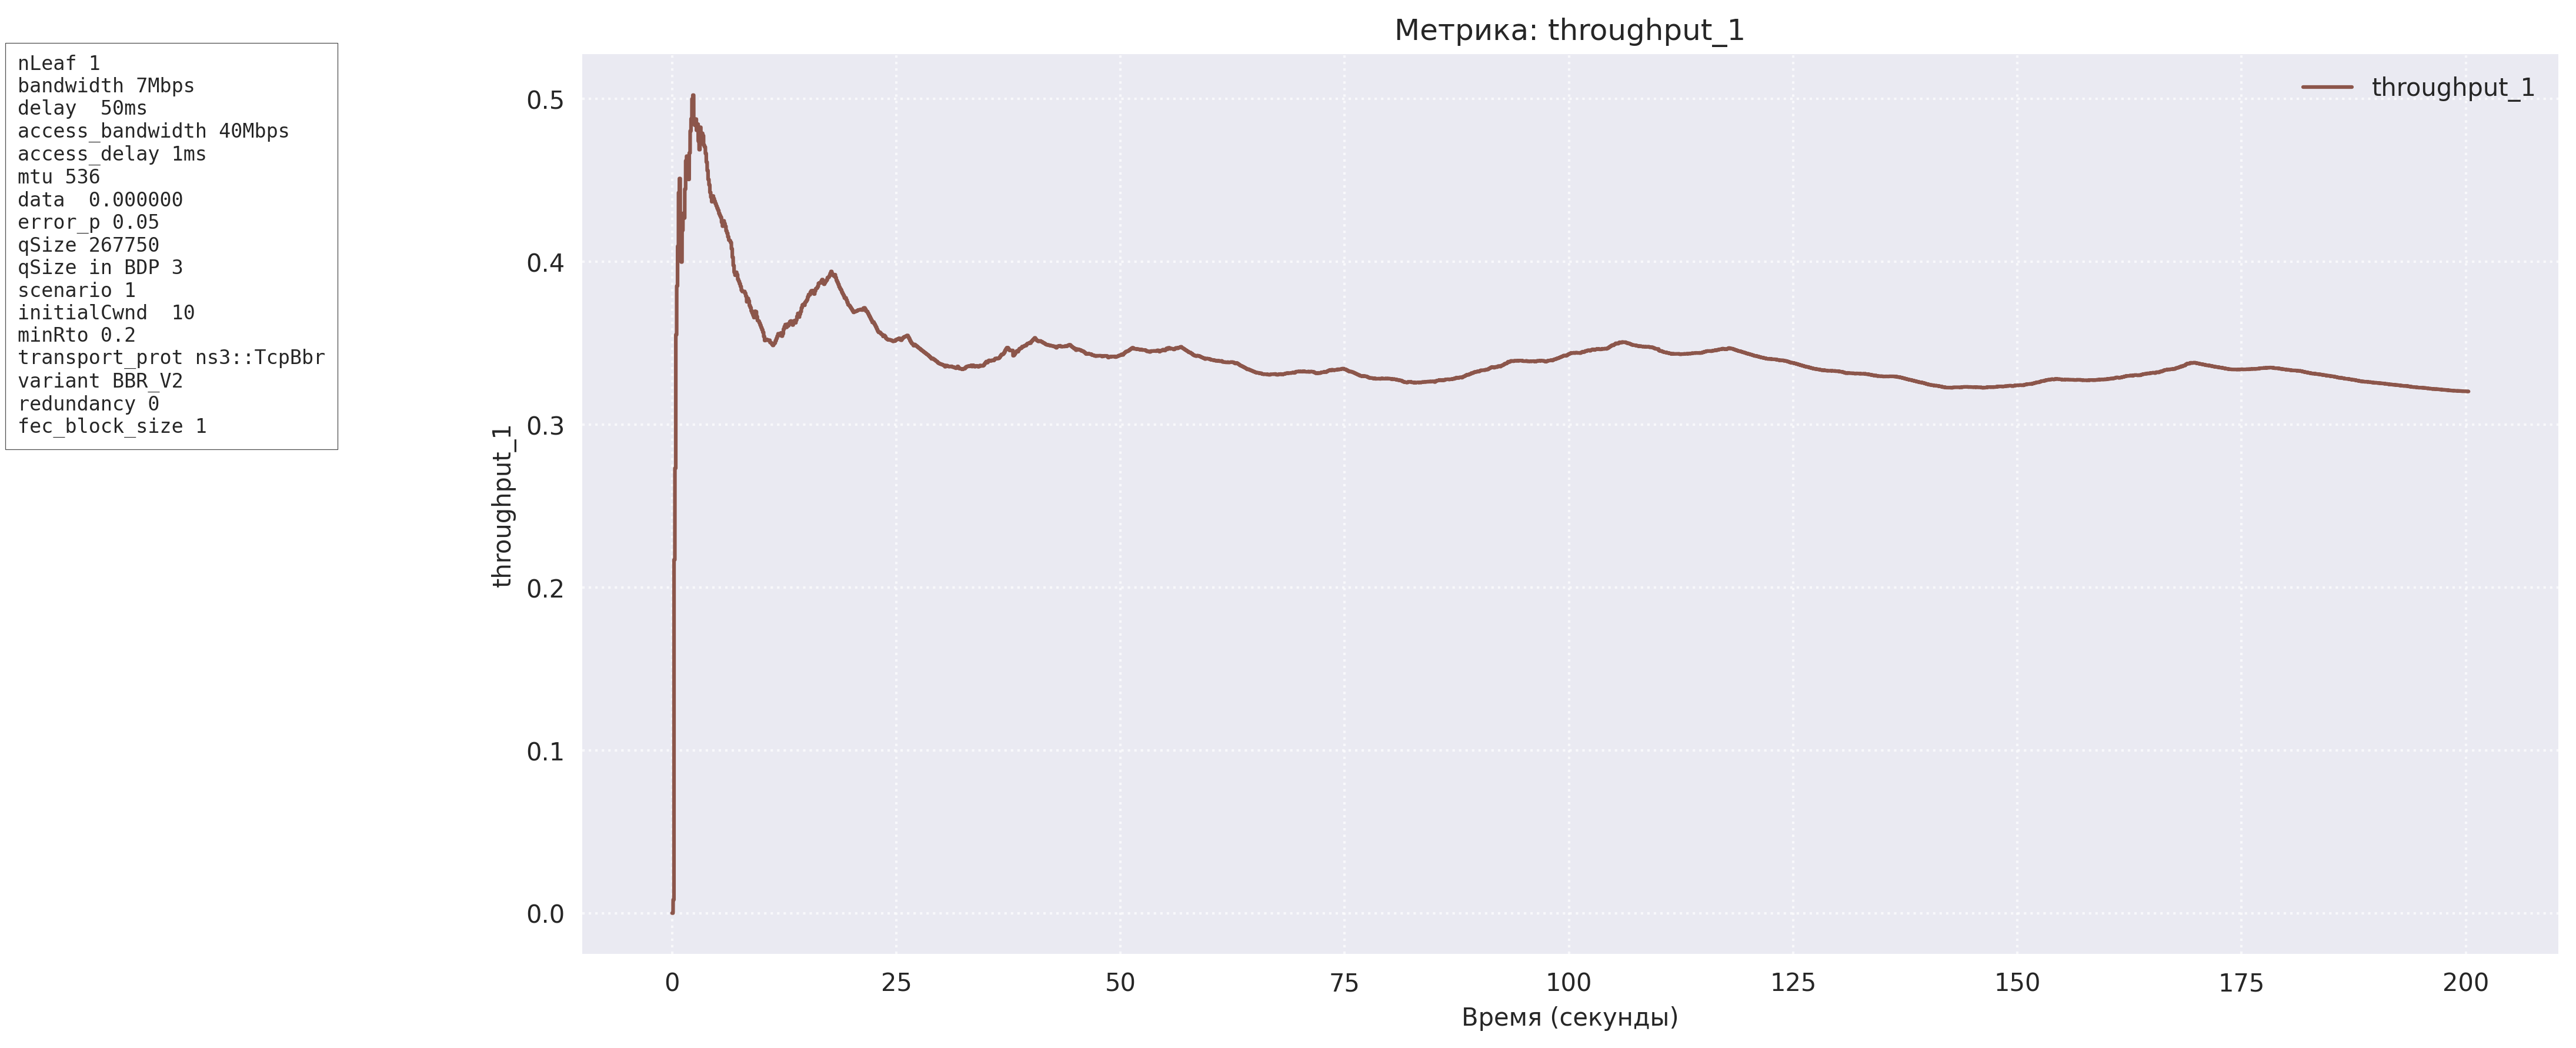 Метрика: throughput_1
nLeaf 1
bandwidth 7Mbps
delay  50ms
access_bandwidth 40Mbps
access_delay 1ms
mtu 536
data  0.000000
error_p 0.05
qSize 267750
qSize in BDP 3
scenario 1
initialCwnd  10
minRto 0.2
transport_prot ns3::TcpBbr
variant BBR_V2
redundancy 0
fec_block_size 1
throughput_1
throughput_1
0.5
0.4
0.3
0.2
0.1
0.0
0 25 50 75 100 125 150 175 200
Время (секунды)